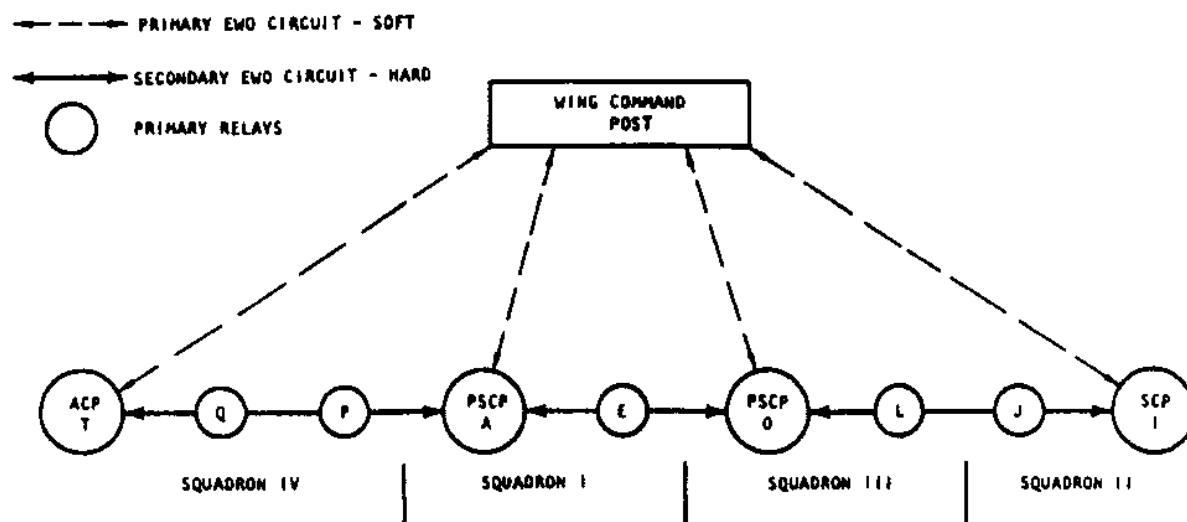 PRIMARY EWO CIRCUIT - SOFT
SECONDARY EWO CIRCUIT - HARD
PRIMARY RELAYS
WING COMMAND
POST
ACP
T
Q
P
PSCP
A
E
PSCP
O
L
J
SCP
I
SQUADRON IV
SQUADRON I
SQUADRON III
SQUADRON II